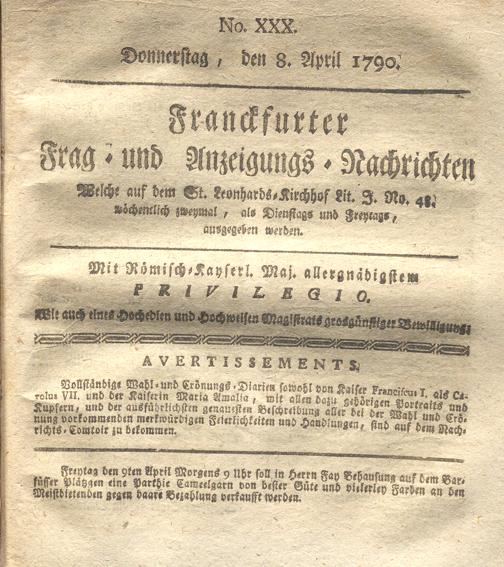 No. XXX.
Donnerstag, den 8. April 1790.
Franckfurter
Frag- und Anzeigungs-Nachrichten
Welche auf dem St. Leonhards-Kirchhof Lit. J. No. 48.
wöchentlich zweymal, als Dienstags und Freytags,
ausgegeben werden.
Mit Römisch-Kayserl. Maj. allergnädigstem
PRIVILEGIO.
Wie auch eines Hochedlen und Hochweisen Magistrats grosgünstiger Bewilligung.
AVERTISSEMENTS.
Vollständige Wahl- und Crönungs-Diarien sowohl von Kaiser Franciscus I. als Ca-
rolus VII. und der Kaiserin Maria Amalia, mit allen dazu gehörigen Portraits und
Kupfern, und der ausführlichsten genauesten Beschreibung aller bei der Wahl und Crö-
nung vorkommenden merkwürdigen Feierlichkeiten und Handlungen, sind auf dem Nach-
richts-Comtoir zu bekommen.
Freytag den 9ten April Morgens 9 Uhr soll in Herrn Fay Behausung auf dem Bar-
füsser Plätzgen eine Parthie Cameelgarn von bester Güte und vielerley Farben an den
Meistbietenden gegen baare Bezahlung verkaufft werden.